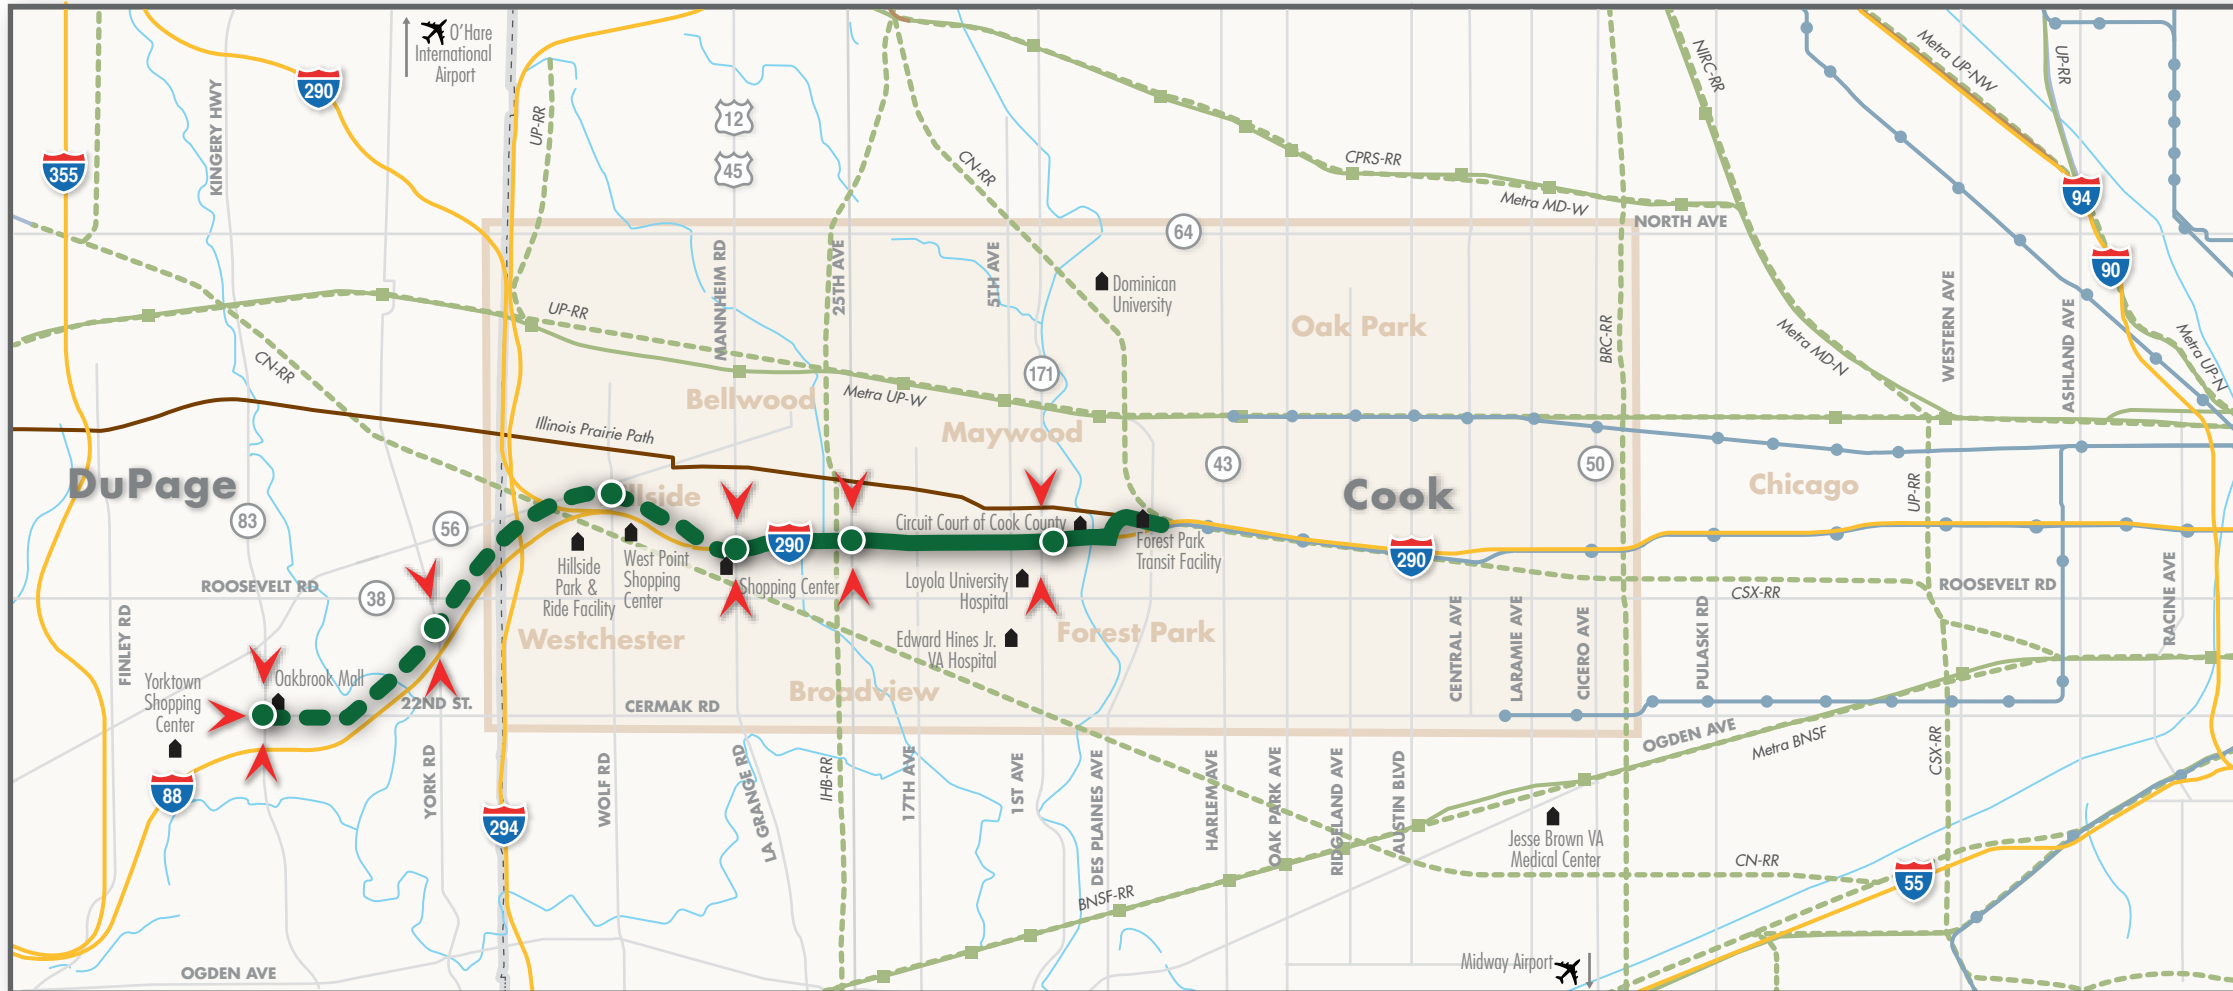 O'Hare
International
Airport
290
355
KINGERY HWY
UP-RR
12
45
CN-RR
CPRS-RR
Metra MD-W
NIRC-RR
Metra UP-NW
UP-RR
94
90
64
NORTH AVE
MANNHEIM RD
25TH AVE
5TH AVE
Dominican
University
Oak Park
BRC-RR
Metra MD-N
WESTERN AVE
ASHLAND AVE
Metra UP-N
UP-RR
CN-RR
171
Bellwood
Metra UP-W
Maywood
Illinois Prairie Path
DuPage
83
56
38
ROOSEVELT RD
43
50
Cook
Chicago
UP-RR
Circuit Court of Cook County
290
Forest Park
Transit Facility
290
Hillside
Park &
Ride Facility
West Point
Shopping
Center
Shopping Center
Loyola University
Hospital
Edward Hines Jr.
VA Hospital
Westchester
Forest Park
Broadview
ROOSEVELT RD
CSX-RR
CENTRAL AVE
LARAMIE AVE
CICERO AVE
PULASKI RD
RACINE AVE
FINLEY RD
Yorktown
Shopping
Center
Oakbrook Mall
22ND ST.
CERMAK RD
88
YORK RD
294
WOLF RD
LA GRANGE RD
IHB-RR
17TH AVE
1ST AVE
DES PLAINES AVE
HARLEM AVE
OAK PARK AVE
RIDGELAND AVE
AUSTIN BLVD
OGDEN AVE
Metra BNSF
CSX-RR
Jesse Brown VA
Medical Center
CN-RR
55
BNSF-RR
Midway Airport
OGDEN AVE